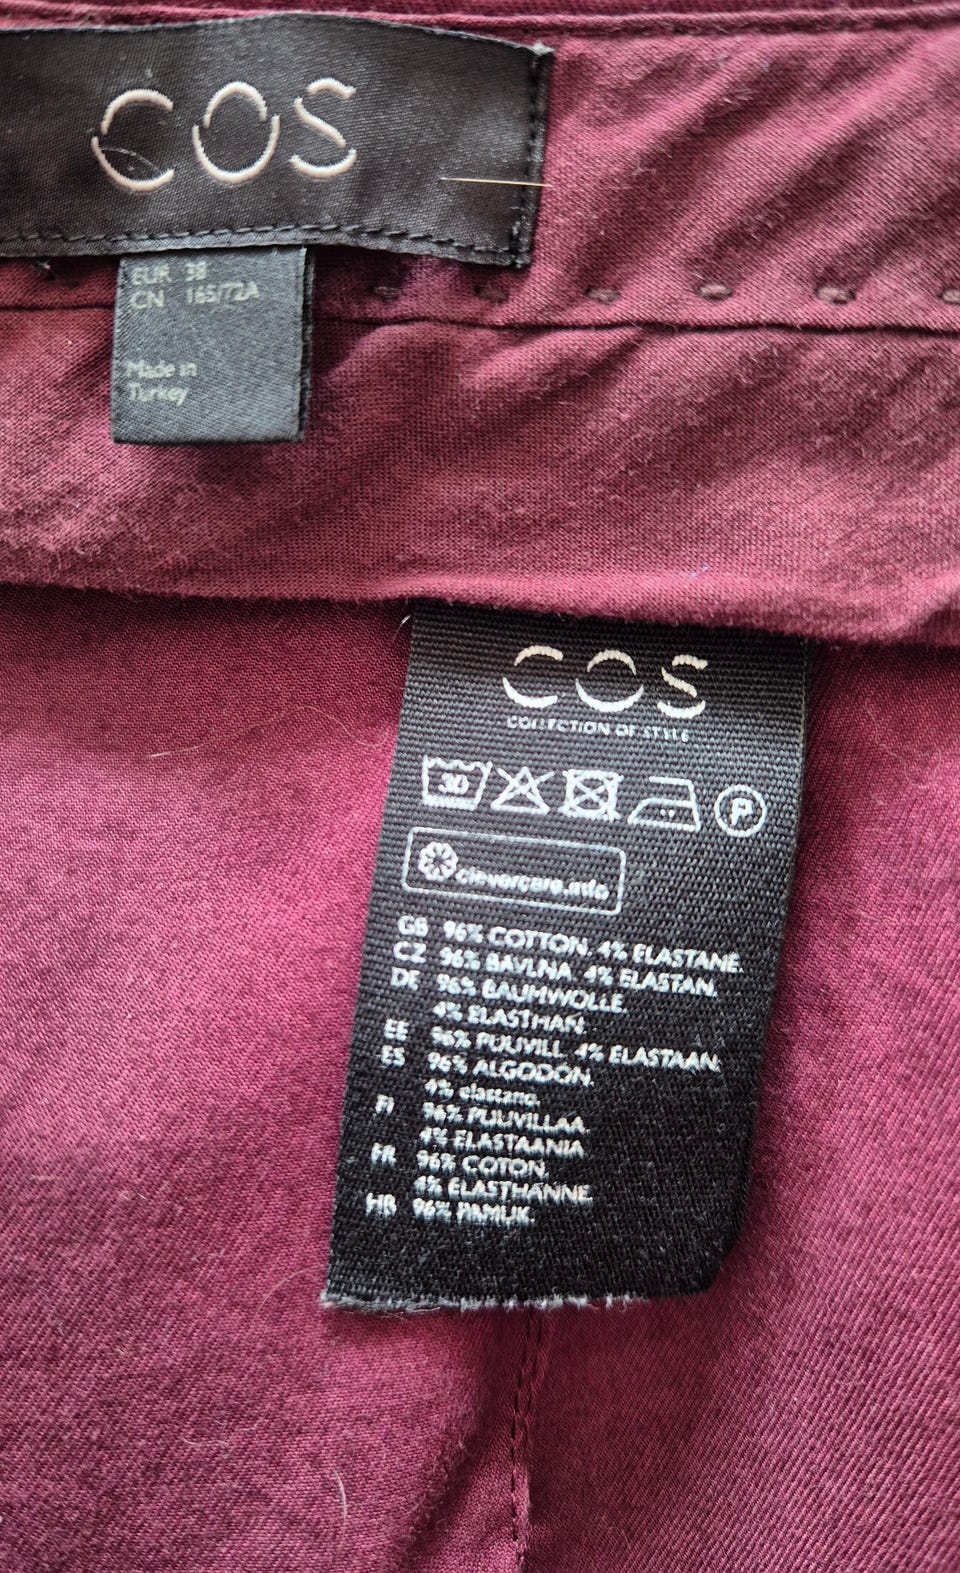 COS
EUR 38
CN 165/72A
Made in
Turkey
COS
COLLECTION OF STYLE
30
P
clevercare.info
GB 96% COTTON, 4% ELASTANE.
CZ 96% BAVLNA, 4% ELASTAN.
DE 96% BAUMWOLLE
4% ELASTHAN
EE 96% PUUVILL, 4% ELASTAAN.
ES 96% ALGODON,
4% elastano.
FI 96% PUUVILLAA
4% ELASTAANIA
FR 96% COTON,
4% ELASTHANNE
HR 96% PAMUK.